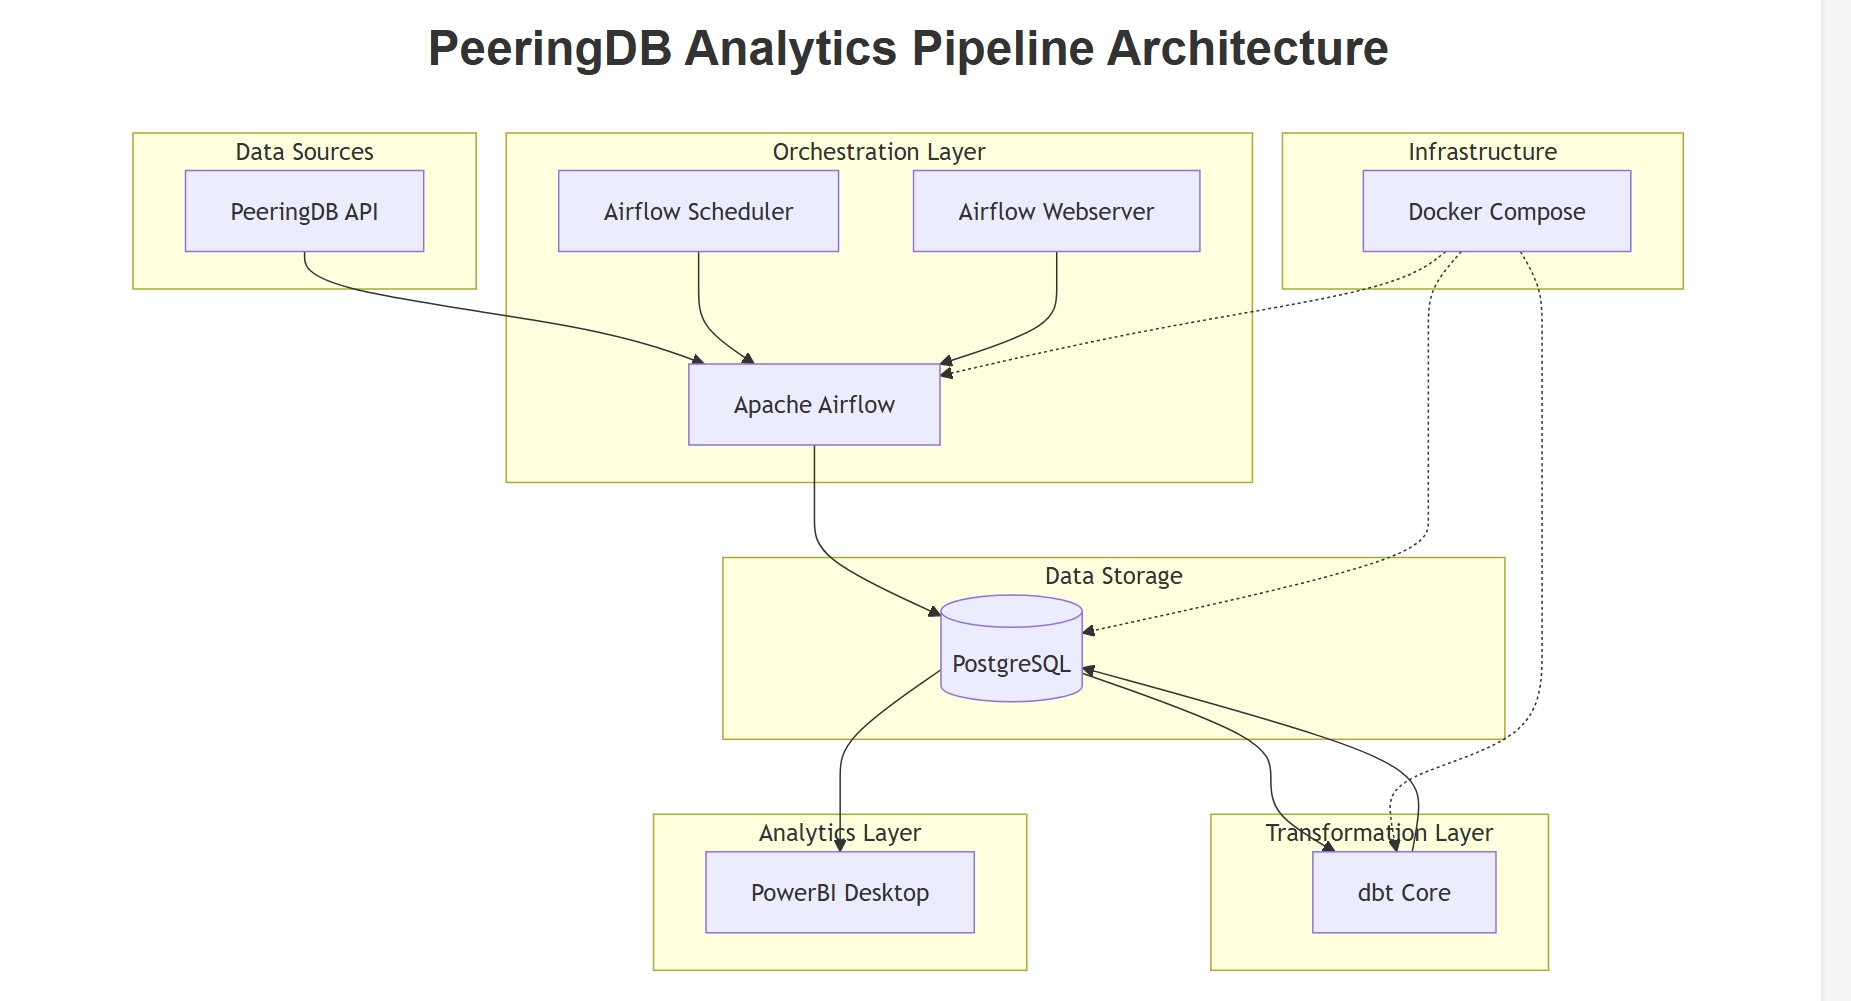 PeeringDB Analytics Pipeline Architecture
Data Sources
PeeringDB API
Orchestration Layer
Airflow Scheduler
Airflow Webserver
Apache Airflow
Infrastructure
Docker Compose
Data Storage
PostgreSQL
Analytics Layer
PowerBI Desktop
Transformation Layer
dbt Core